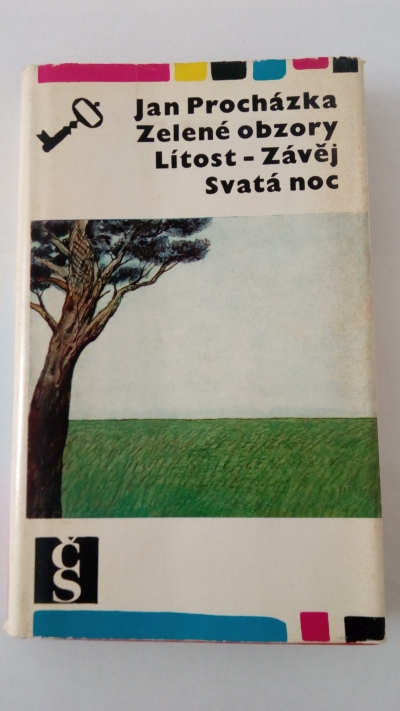 Jan Procházka
Zelené obzory
Lítost – Závěj
Svatá noc
ČS